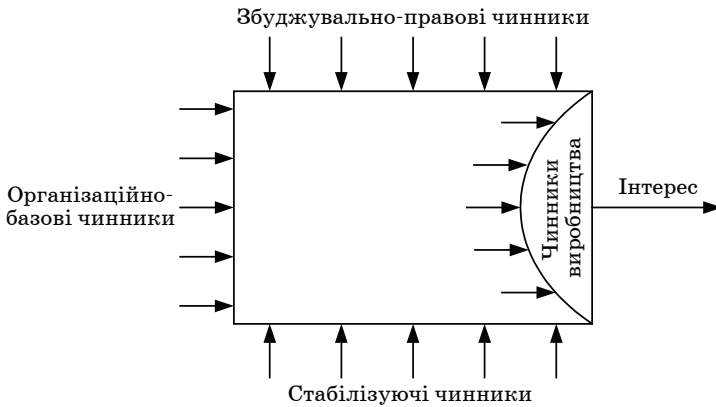 Збуджувально-правові чинники
Організаційно-
базові чинники
Чинники
виробництва
Інтерес
Стабілізуючі чинники